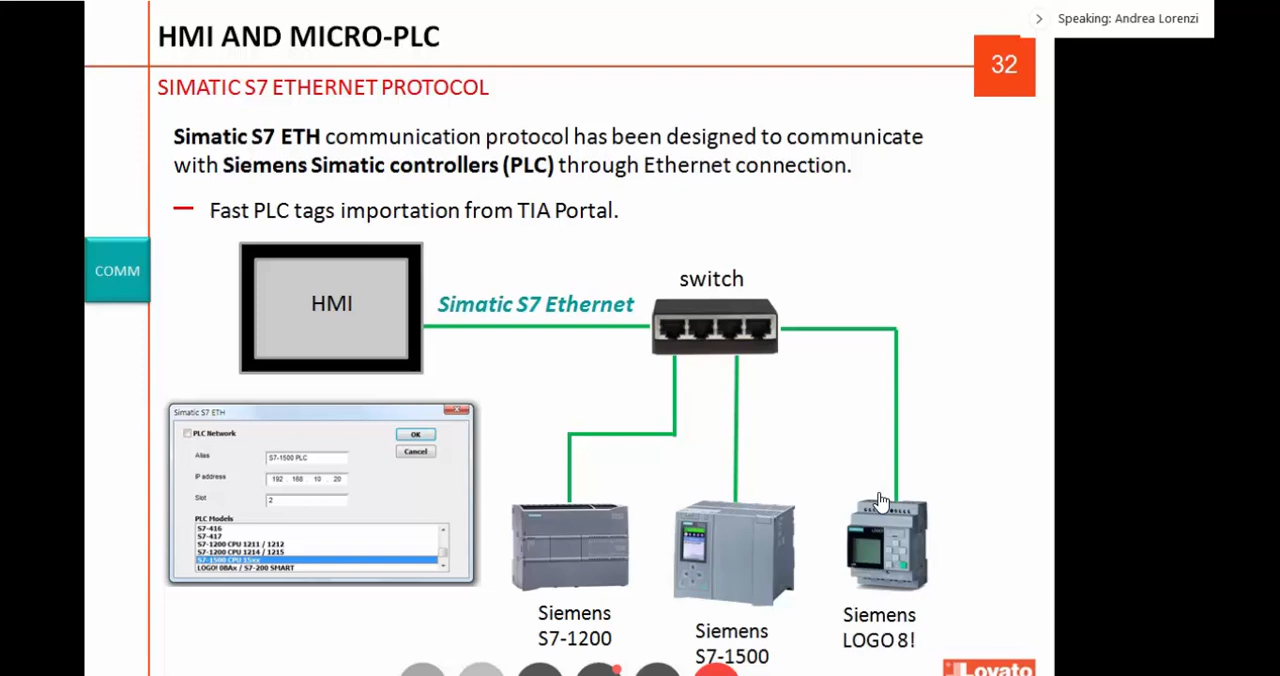 Speaking: Andrea Lorenzi
HMI AND MICRO-PLC
32
SIMATIC S7 ETHERNET PROTOCOL
Simatic S7 ETH communication protocol has been designed to communicate
with Siemens Simatic controllers (PLC) through Ethernet connection.
Fast PLC tags importation from TIA Portal.
COMM
HMI
Simatic S7 Ethernet
switch
Simatic S7 ETH
PLC Network
OK
Alias
S7-1500 PLC
Cancel
IP address
192 . 168 . 10 . 20
Slot
2
PLC Models
S7-416
S7-417
S7-1200 CPU 1211 / 1212
S7-1200 CPU 1214 / 1215
S7-1500 CPU 15xx
LOGO! 0BAx / S7-200 SMART
Siemens
S7-1200
Siemens
S7-1500
Siemens
LOGO 8!
Lovato